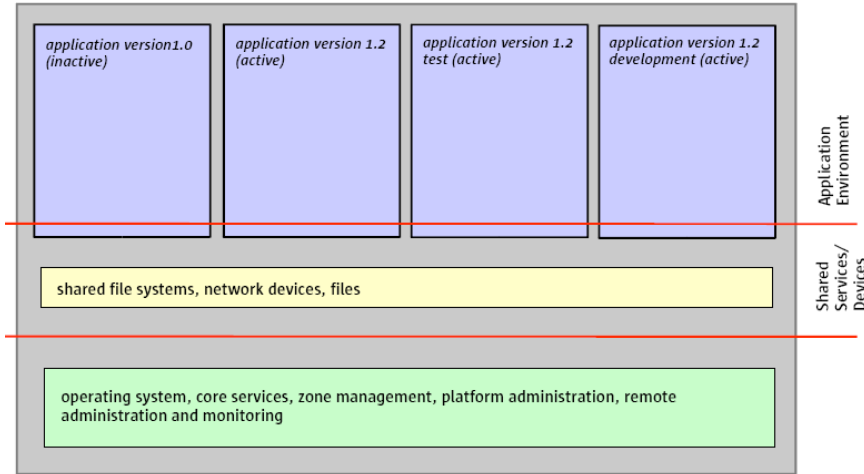 application version1.0
(inactive)
application version 1.2
(active)
application version 1.2
test (active)
application version 1.2
development (active)
Application
Environment
shared file systems, network devices, files
Shared
Services/
Devices
operating system, core services, zone management, platform administration, remote
administration and monitoring